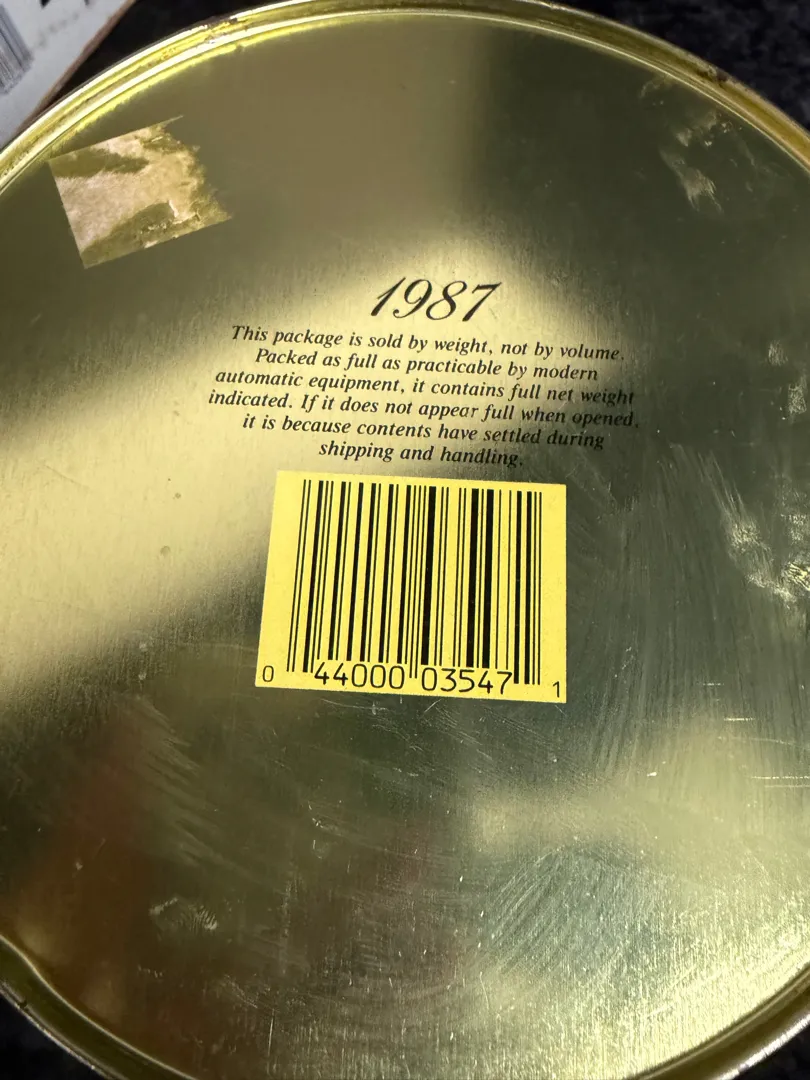 1987
This package is sold by weight, not by volume.
Packed as full as practicable by modern
automatic equipment, it contains full net weight
indicated. If it does not appear full when opened,
it is because contents have settled during
shipping and handling.
0 44000 03547 1